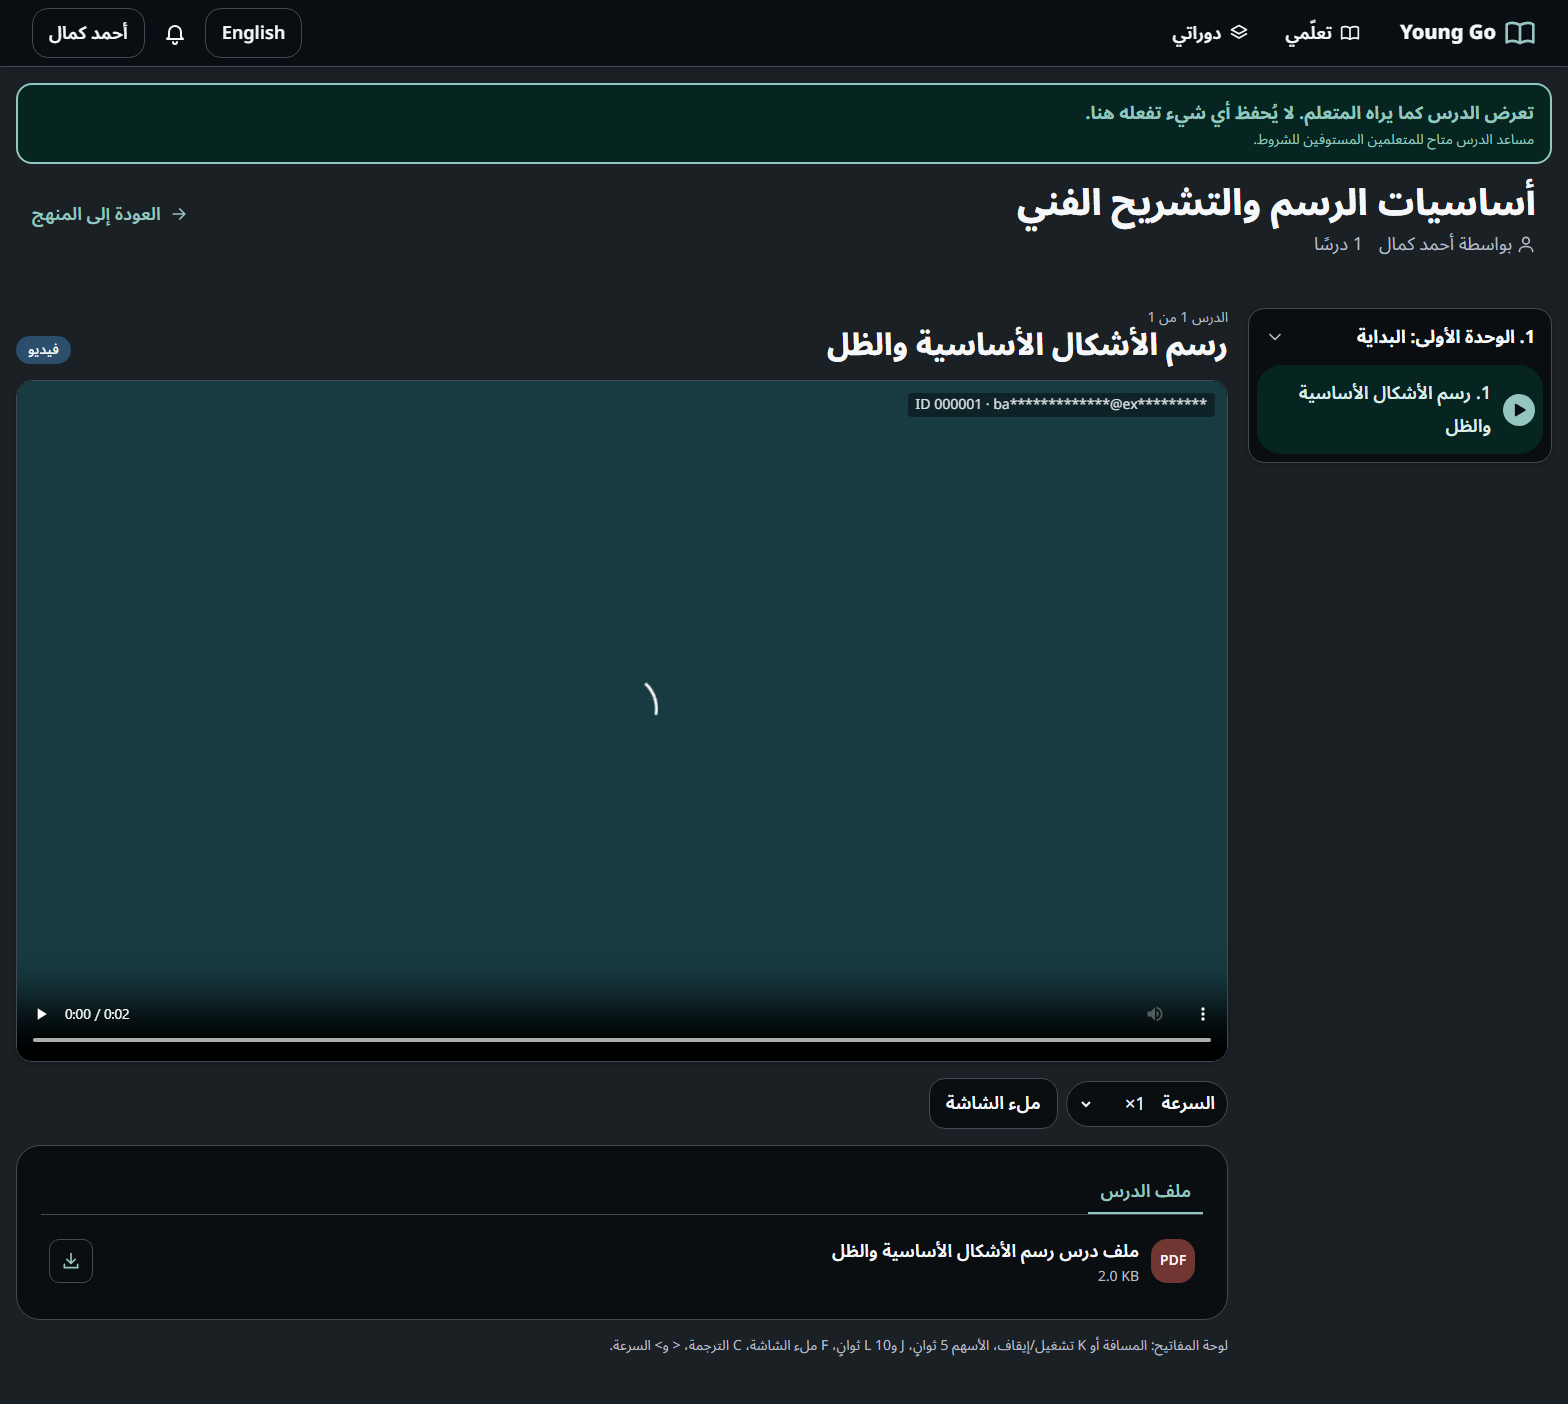 Young Go
تعلّمي
دوراتي
English
أحمد كمال
تعرض الدرس كما يراه المتعلم. لا يُحفظ أي شيء تفعله هنا.
مساعد الدرس متاح للمتعلمين المستوفين للشروط.
أساسيات الرسم والتشريح الفني
العودة إلى المنهج
بواسطة أحمد كمال 1 درسًا
1. الوحدة الأولى: البداية
1. رسم الأشكال الأساسية
والظل
الدرس 1 من 1
رسم الأشكال الأساسية والظل
فيديو
ID 000001 · ba*************@ex*********
0:00 / 0:02
السرعة 1×
ملء الشاشة
ملف الدرس
PDF
ملف درس رسم الأشكال الأساسية والظل
2.0 KB
لوحة المفاتيح: المسافة أو K تشغيل/إيقاف، الأسهم 5 ثوانٍ، J وL 10 ثوانٍ، F ملء الشاشة، C الترجمة، < و> السرعة.